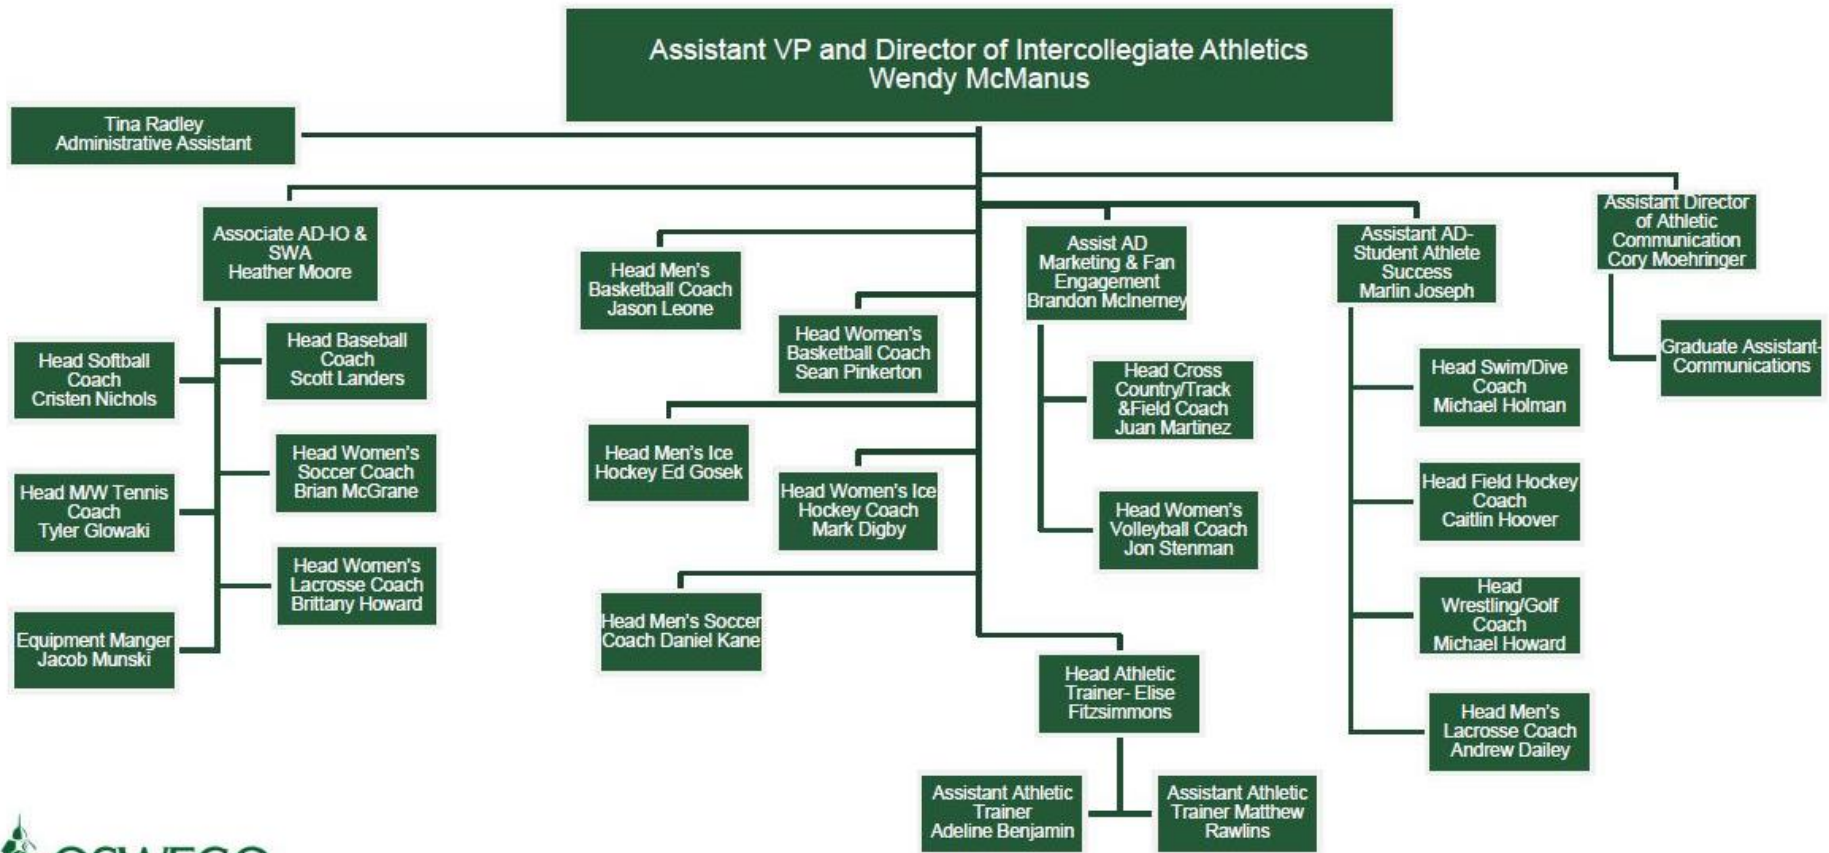 Assistant VP and Director of Intercollegiate Athletics
Wendy McManus
Tina Radley
Administrative Assistant
Associate AD-IO &
SWA
Heather Moore
Head Softball
Coach
Cristen Nichols
Head Baseball
Coach
Scott Landers
Head M/W Tennis
Coach
Tyler Glowaki
Head Women's
Soccer Coach
Brian McGrane
Head Women's
Lacrosse Coach
Brittany Howard
Equipment Manger
Jacob Munski
Head Men's
Basketball Coach
Jason Leone
Head Women's
Basketball Coach
Sean Pinkerton
Head Men's Ice
Hockey Ed Gosek
Head Women's Ice
Hockey Coach
Mark Digby
Head Men's Soccer
Coach Daniel Kane
Assist AD
Marketing & Fan
Engagement
Brandon McInerney
Head Cross
Country/Track
&Field Coach
Juan Martinez
Head Women's
Volleyball Coach
Jon Stenman
Head Athletic
Trainer- Elise
Fitzsimmons
Assistant Athletic
Trainer
Adeline Benjamin
Assistant Athletic
Trainer Matthew
Rawlins
Assistant AD-
Student Athlete
Success
Marlin Joseph
Head Swim/Dive
Coach
Michael Holman
Head Field Hockey
Coach
Caitlin Hoover
Head
Wrestling/Golf
Coach
Michael Howard
Head Men's
Lacrosse Coach
Andrew Dailey
Assistant Director
of Athletic
Communication
Cory Moehringer
Graduate Assistant-
Communications
OSWEGO